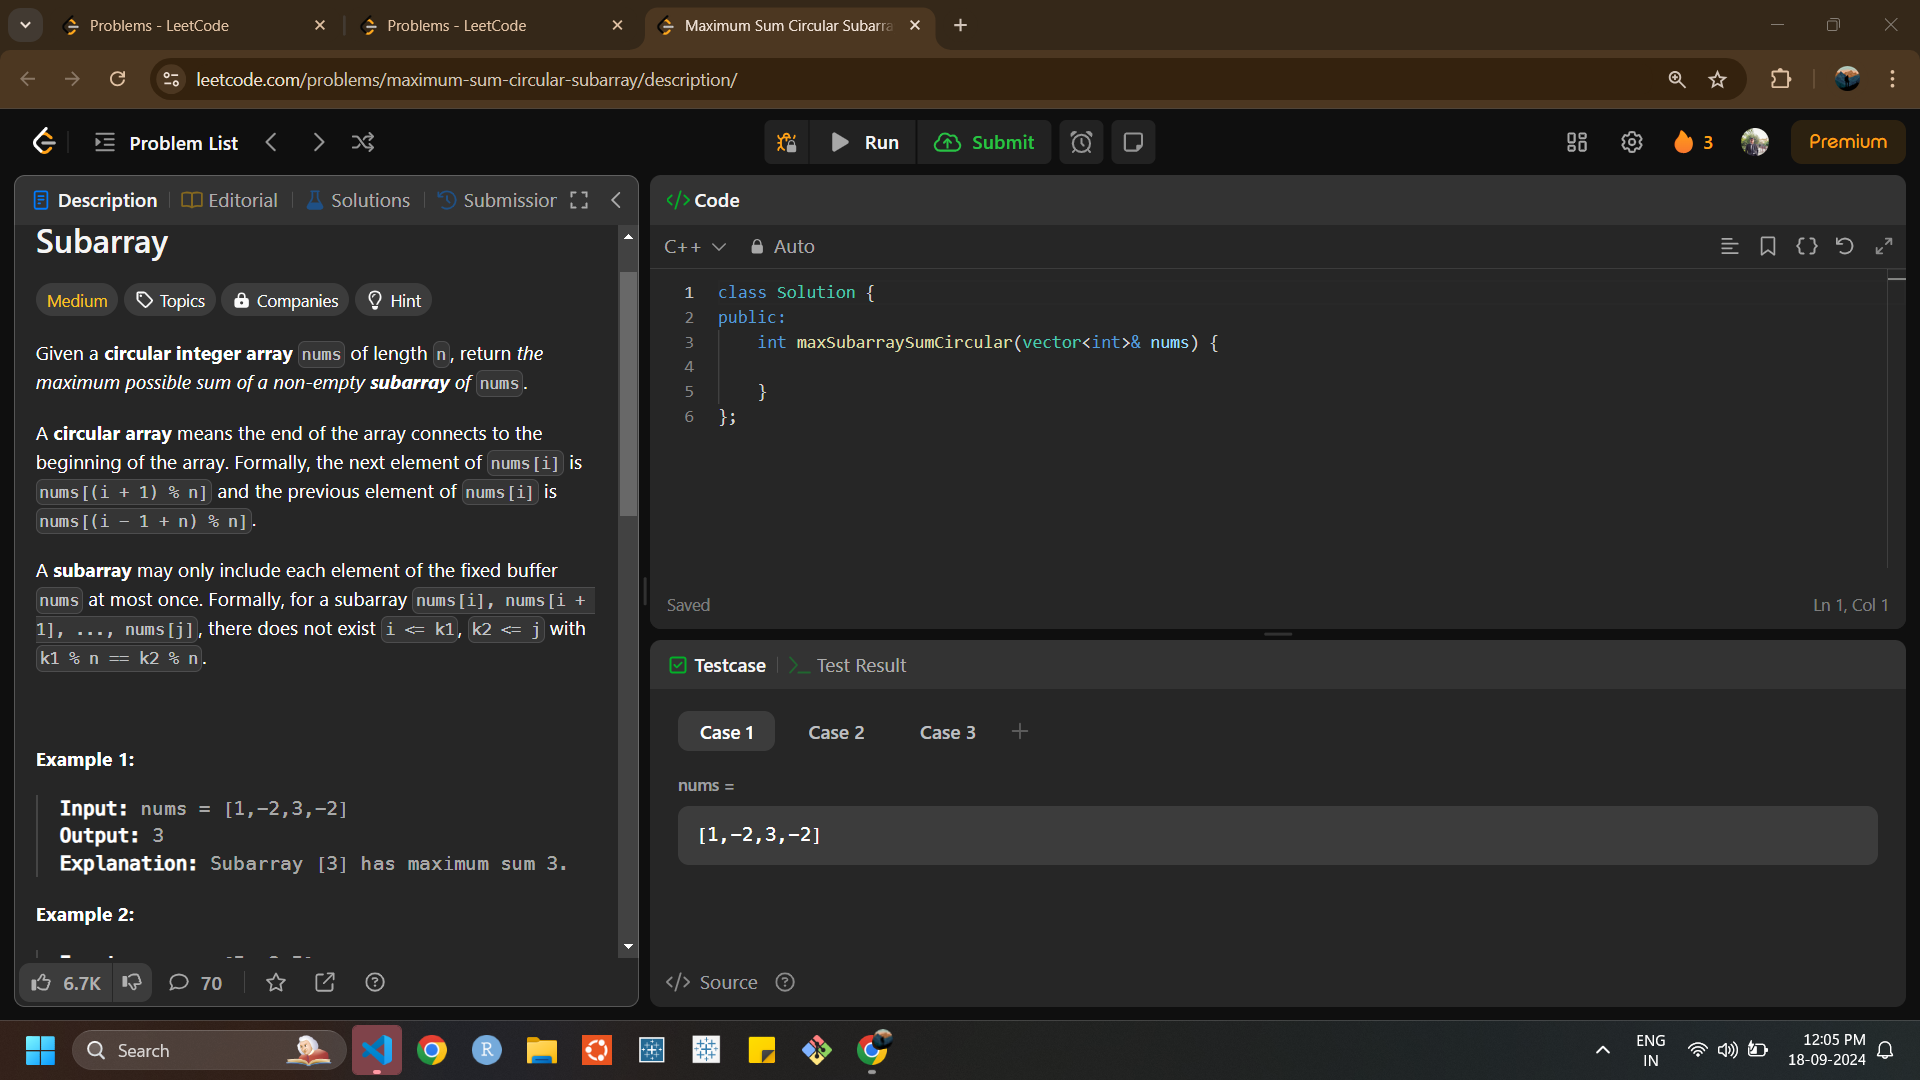 Problems - LeetCode
Problems - LeetCode
Maximum Sum Circular Subarra
leetcode.com/problems/maximum-sum-circular-subarray/description/
Problem List
Run
Submit
3
Premium
Description
Editorial
Solutions
Submission
Subarray
Medium
Topics
Companies
Hint
Given a circular integer array nums of length n, return the
maximum possible sum of a non-empty subarray of nums.
A circular array means the end of the array connects to the
beginning of the array. Formally, the next element of nums[i] is
nums[(i + 1) % n] and the previous element of nums[i] is
nums[(i - 1 + n) % n].
A subarray may only include each element of the fixed buffer
nums at most once. Formally, for a subarray nums[i], nums[i +
1], ..., nums[j], there does not exist i <= k1, k2 <= j with
k1 % n == k2 % n.
Example 1:
Input: nums = [1,-2,3,-2]
Output: 3
Explanation: Subarray [3] has maximum sum 3.
Example 2:
6.7K
70
</> Code
C++
Auto
1 class Solution {
2 public:
3 int maxSubarraySumCircular(vector<int>& nums) {
4
5 }
6 };
Saved
Ln 1, Col 1
Testcase
>_ Test Result
Case 1
Case 2
Case 3
nums =
[1,-2,3,-2]
</> Source
Search
ENG
IN
12:05 PM
18-09-2024